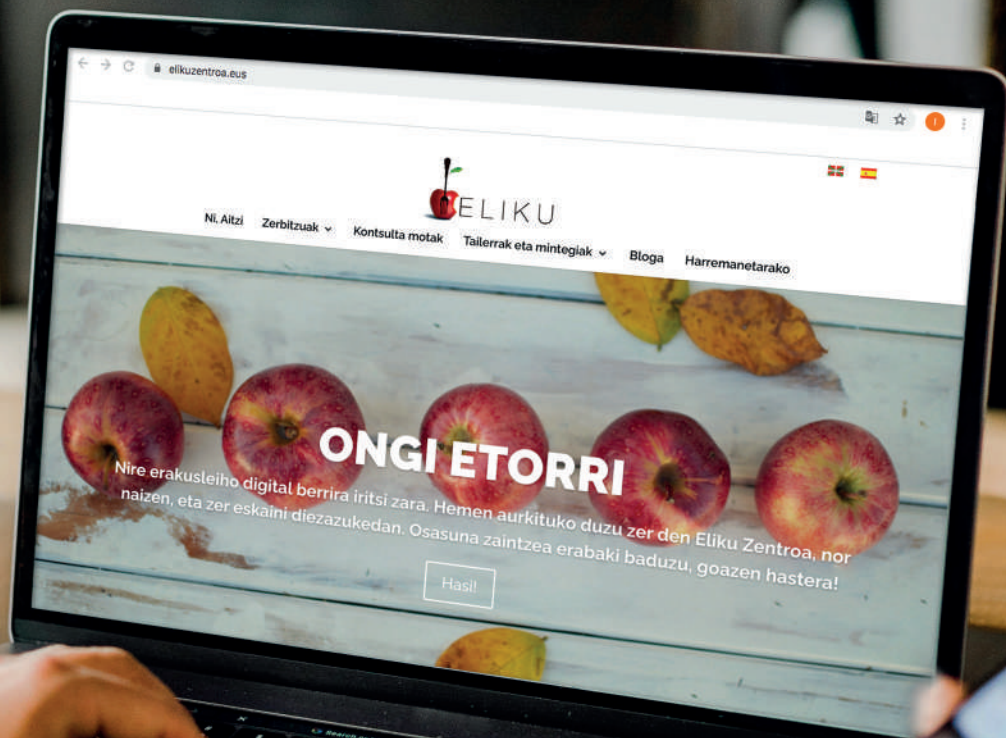 elikuzentroa.eus
ELIKU
Ni, Aitzi Zerbitzuak Kontsulta motak Tailerrak eta mintegiak Bloga Harremanetarako
ONGI ETORRI
Nire erakusleiho digital berrira iritsi zara. Hemen aurkituko duzu zer den Eliku Zentroa, nor
naizen, eta zer eskaini diezazukedan. Osasuna zaintzea erabaki baduzu, goazen hastera!
Hasi!